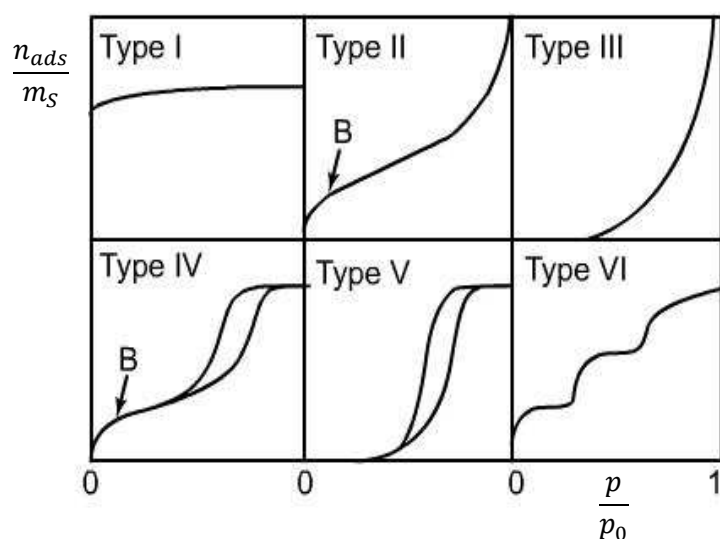 n_ads
m_S
Type I
Type II
B
Type III
Type IV
B
Type V
Type VI
0
0
0
1
p
p_0